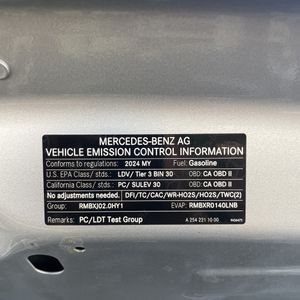 MERCEDES-BENZ AG
VEHICLE EMISSION CONTROL INFORMATION
Conforms to regulations: 2024 MY Fuel: Gasoline
U.S. EPA Class/ Stds: LDV/ Tier 3 BIN 30 OBD: CA OBD II
California Class/ Stds: PC/ SULEV 30 OBD: CA OBD II
No adjustments needed. DFI/TC/CAC/WR-HO2S/HO2S/TWC(2)
Group: RMBXJ02.0HY1 EVAP: RMBXR0140LNB
Remarks: PC/LDT Test Group A 254 221 10 00